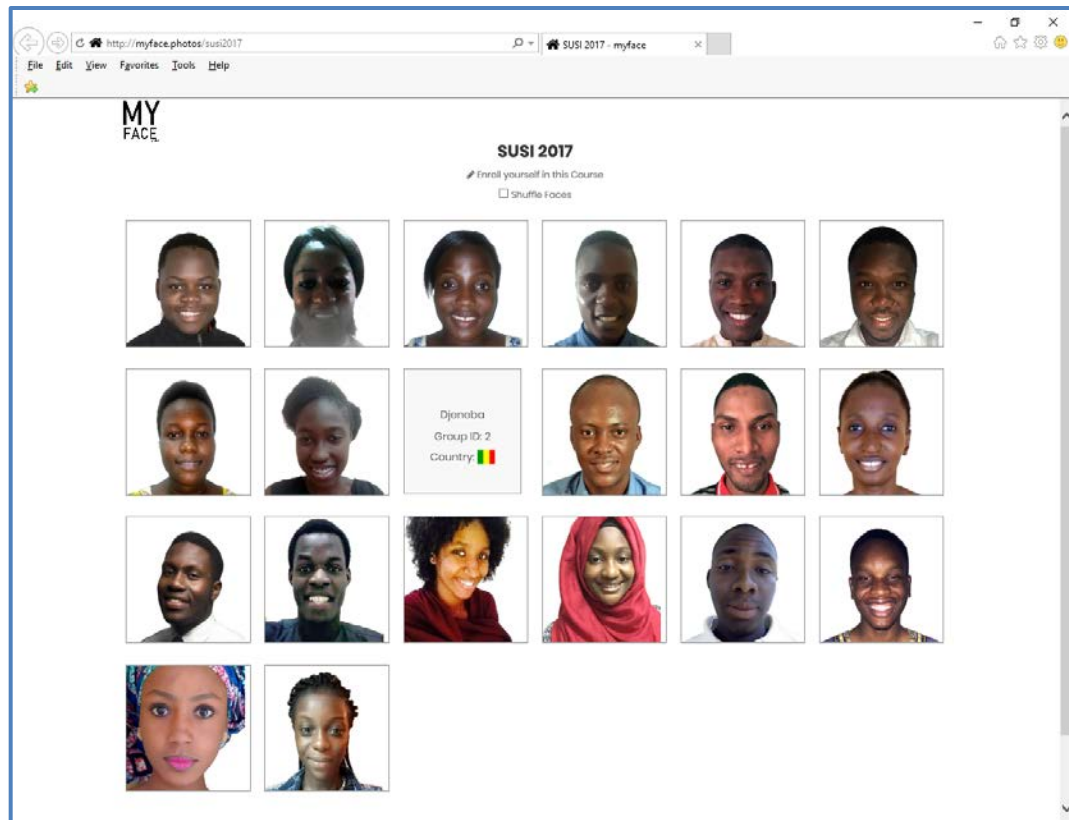 http://myface.photos/susi2017
SUSI 2017 - myface
File Edit View Favorites Tools Help
MY
FACE
SUSI 2017
Enroll yourself in this Course
Shuffle Faces
Djenaba
Group ID: 2
Country: